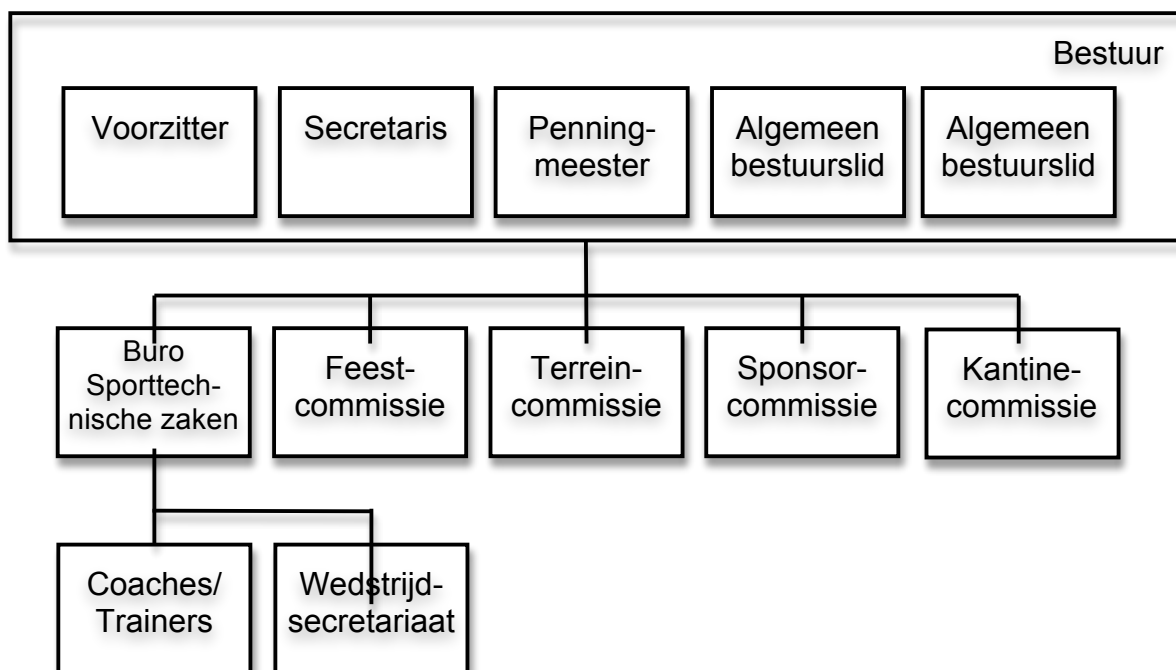 Bestuur
Voorzitter
Secretaris
Penning-
meester
Algemeen
bestuurslid
Algemeen
bestuurslid
Buro
Sporttech-
nische zaken
Feest-
commissie
Terrein-
commissie
Sponsor-
commissie
Kantine-
commissie
Coaches/
Trainers
Wedstrijd-
secretariaat